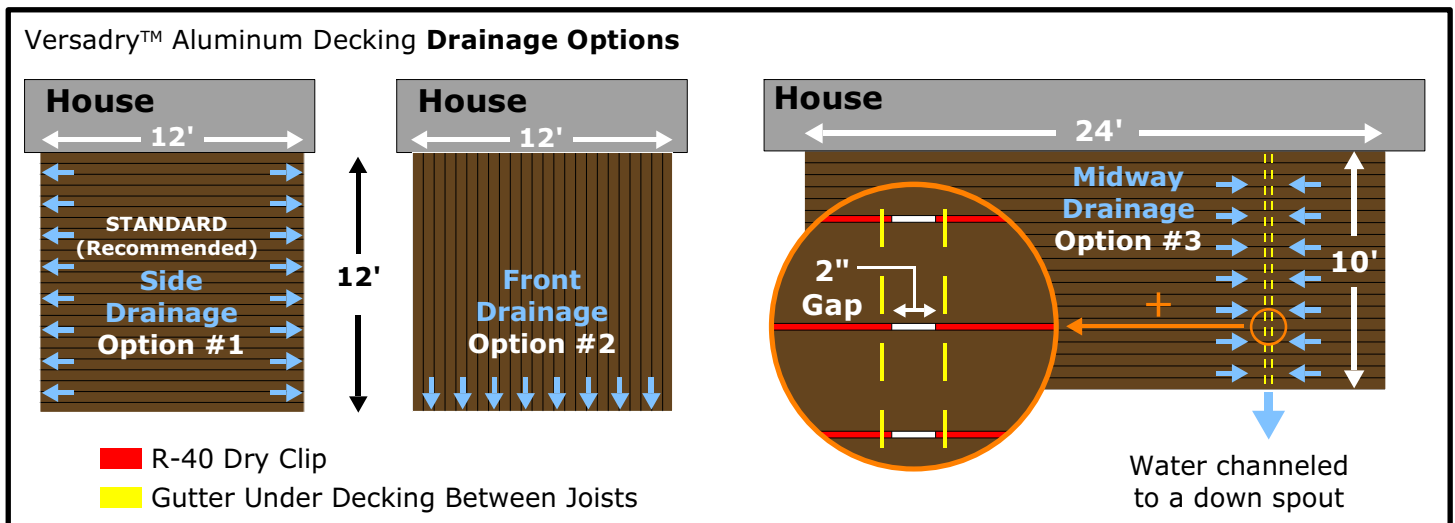 Versadry™ Aluminum Decking Drainage Options
House
12'
STANDARD
(Recommended)
Side
Drainage
Option #1
12'
House
12'
Front
Drainage
Option #2
House
24'
Midway
Drainage
Option #3
10'
2"
Gap
R-40 Dry Clip
Gutter Under Decking Between Joists
Water channeled
to a down spout